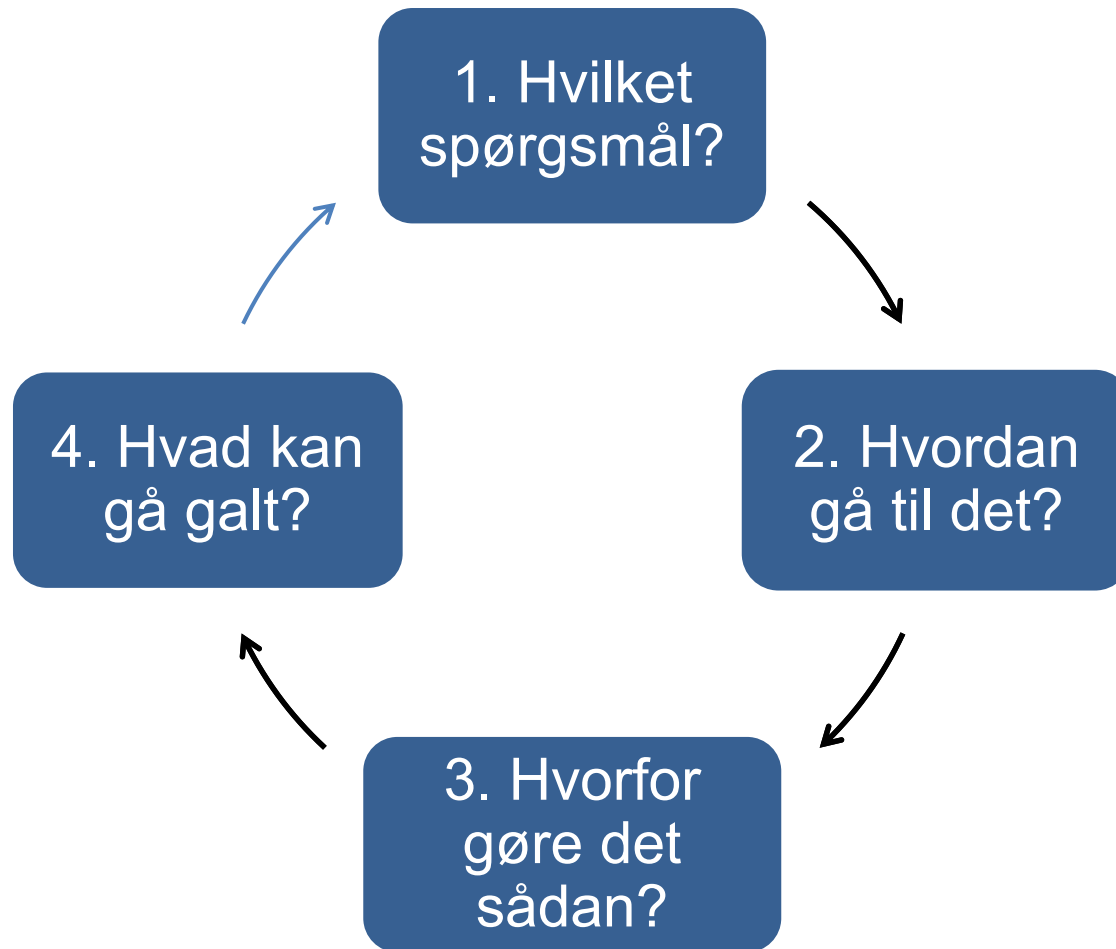 1. Hvilket
spørgsmål?
2. Hvordan
gå til det?
3. Hvorfor
gøre det
sådan?
4. Hvad kan
gå galt?